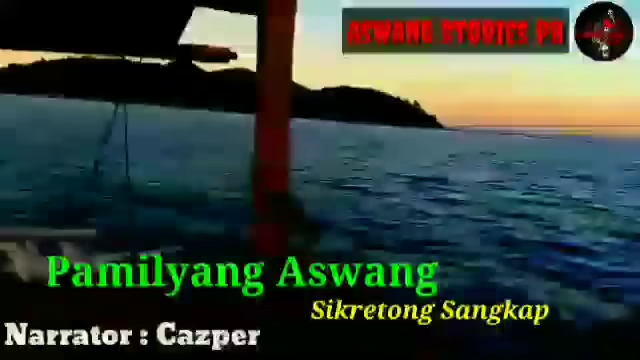 ASWANG STORIES PH
Pamilyang Aswang
Sikretong Sangkap
Narrator : Cazper